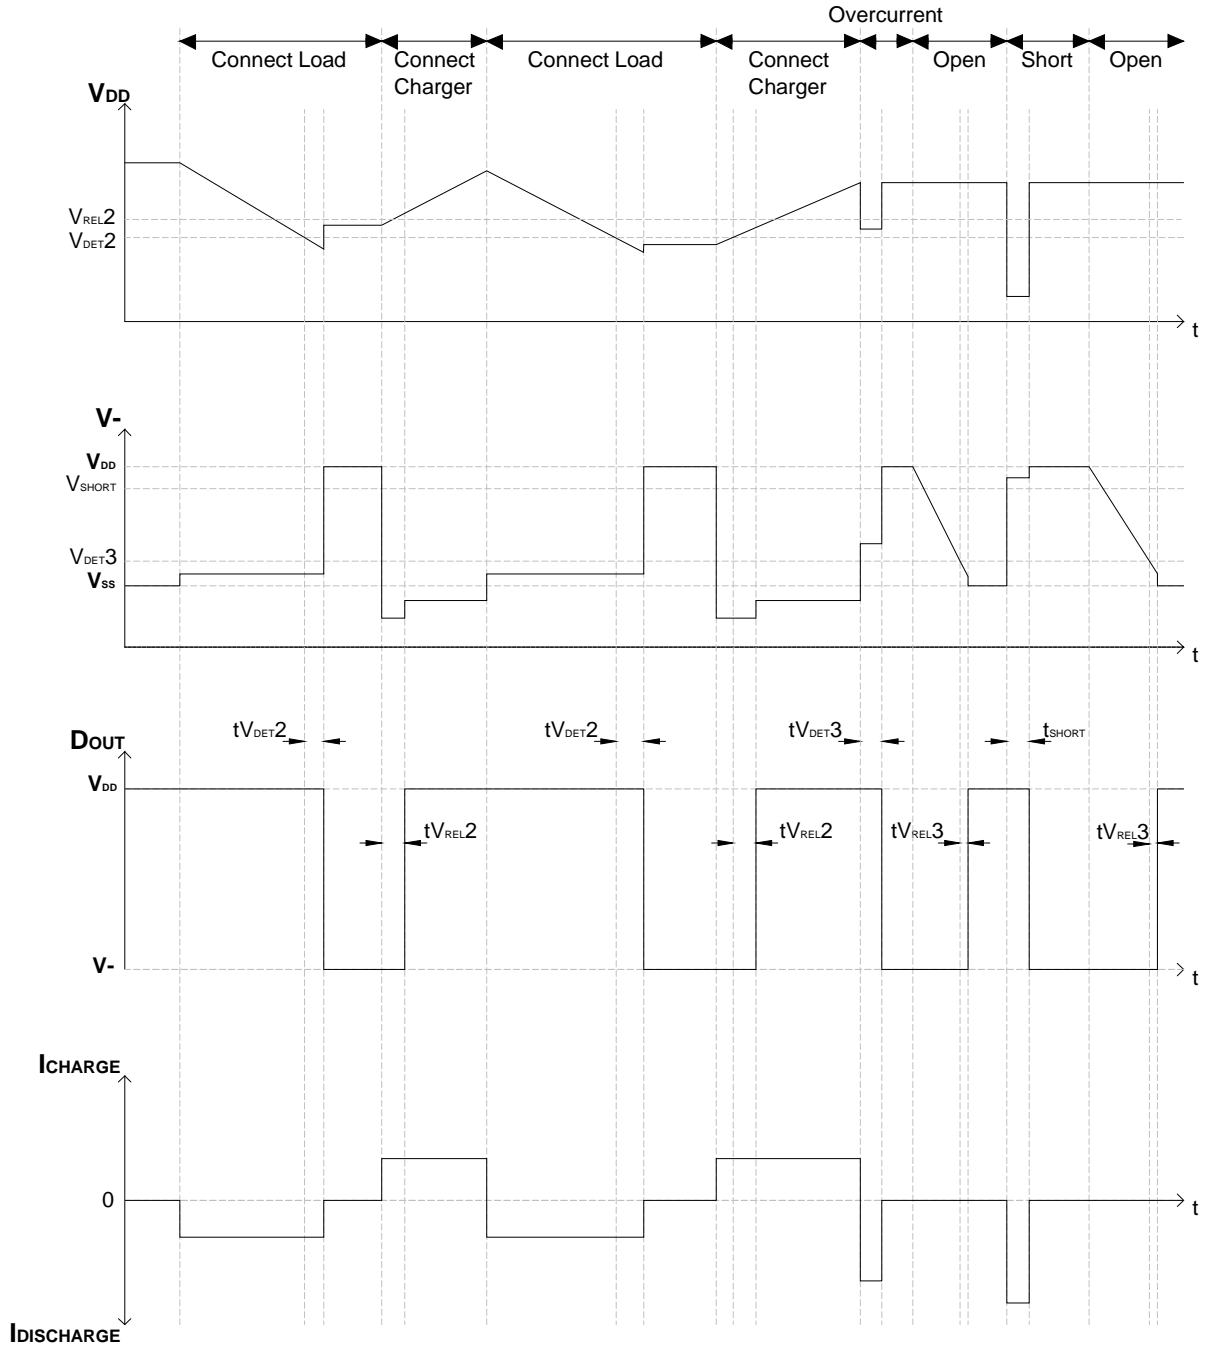 Overcurrent
Connect Load
Connect
Charger
Connect Load
Connect
Charger
Open
Short
Open
VDD
VREL2
VDET2
t
V-
VDD
VSHORT
VDET3
VSS
t
DOUT
tVDET2
tVDET2
tVDET3
tSHORT
VDD
tVREL2
tVREL2
tVREL3
tVREL3
V-
t
ICHARGE
0
t
IDISCHARGE